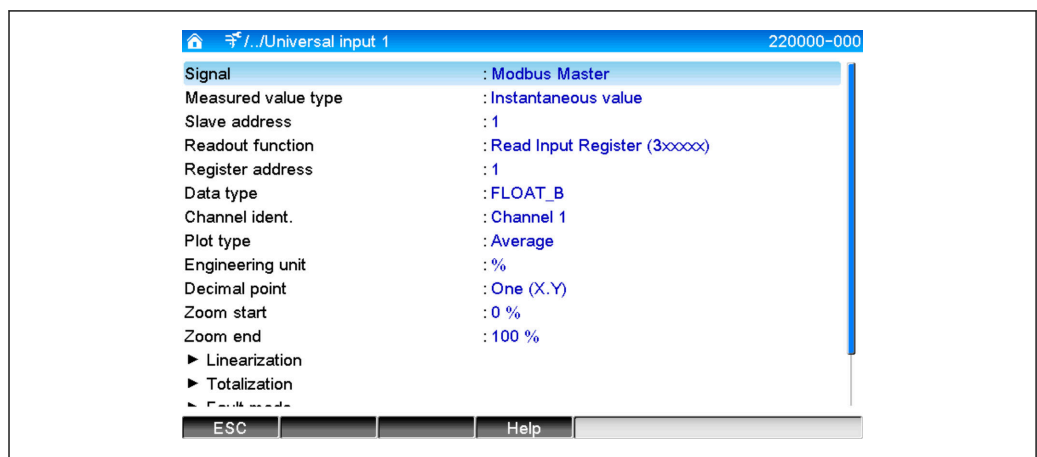 /../Universal input 1 220000-000
Signal : Modbus Master
Measured value type : Instantaneous value
Slave address : 1
Readout function : Read Input Register (3xxxxx)
Register address : 1
Data type : FLOAT_B
Channel ident. : Channel 1
Plot type : Average
Engineering unit : %
Decimal point : One (X.Y)
Zoom start : 0 %
Zoom end : 100 %
► Linearization
► Totalization
► Fault mode
ESC Help